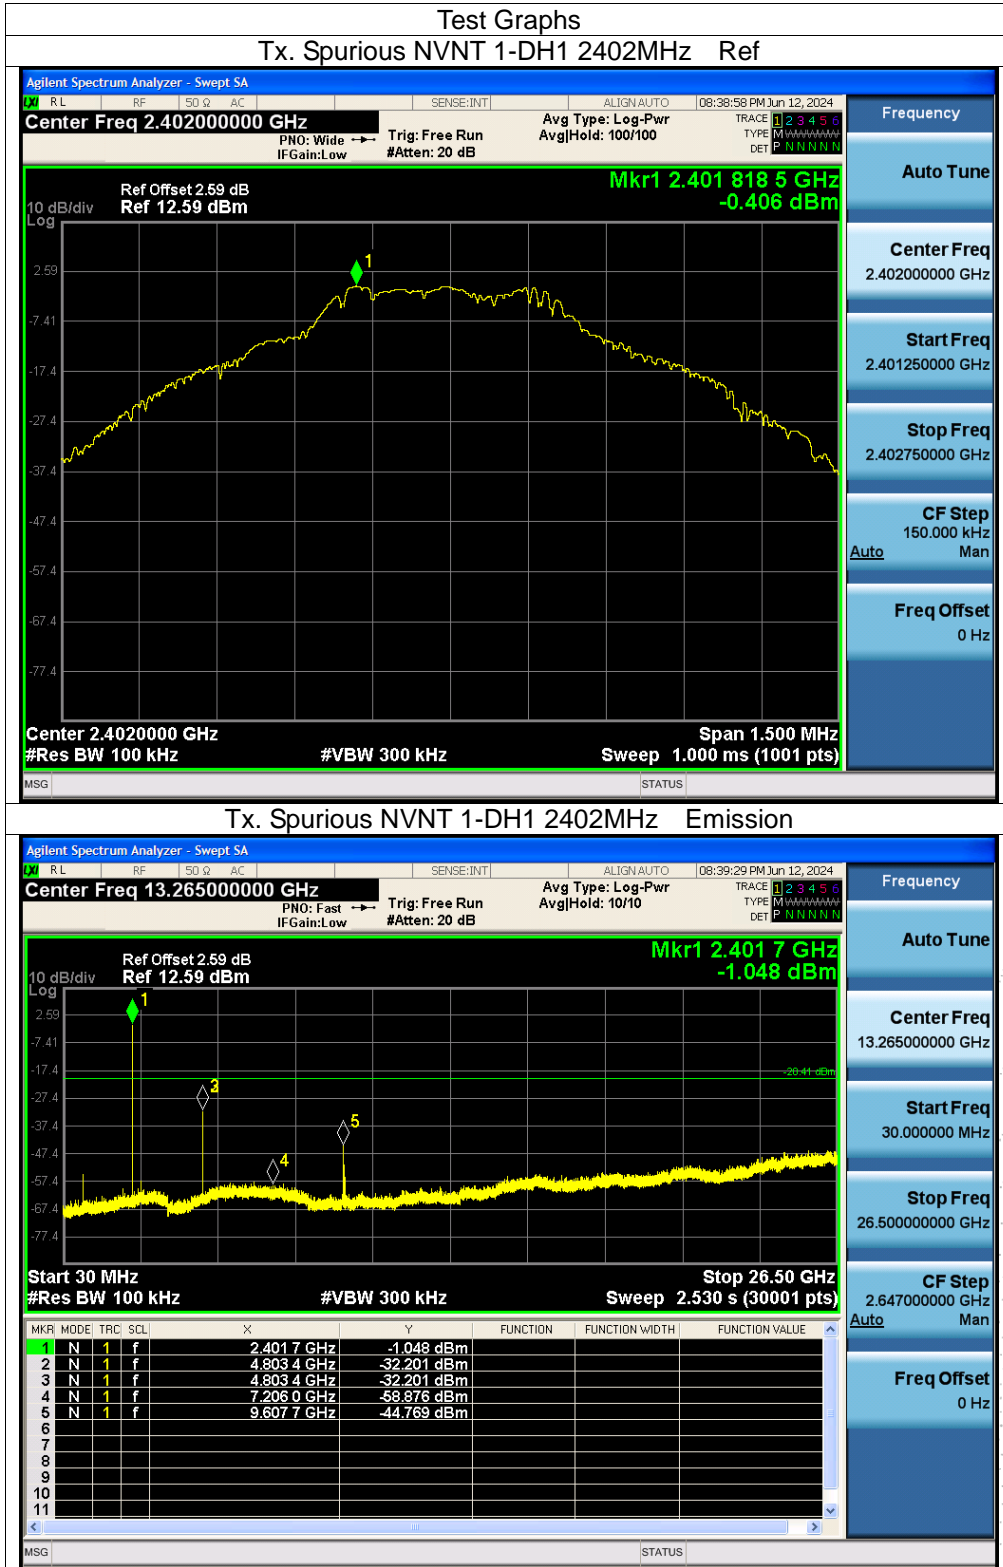 Test Graphs
Tx. Spurious NVNT 1-DH1 2402MHz Ref
Agilent Spectrum Analyzer - Swept SA
LXI RL RF 50 Ω AC SENSE:INT ALIGN AUTO 08:38:58 PM Jun 12, 2024
Center Freq 2.402000000 GHz Avg Type: Log-Pwr TRACE 1 2 3 4 5 6
PNO: Wide Trig: Free Run Avg|Hold: 100/100 TYPE M
IFGain:Low #Atten: 20 dB DET P N N N N N
Frequency
Mkr1 2.401 818 5 GHz
-0.406 dBm
Ref Offset 2.59 dB
10 dB/div Ref 12.59 dBm
Log
1
2.59
-7.41
-17.4
-27.4
-37.4
-47.4
-57.4
-67.4
-77.4
Center 2.4020000 GHz Span 1.500 MHz
#Res BW 100 kHz #VBW 300 kHz Sweep 1.000 ms (1001 pts)
Auto Tune
Center Freq
2.402000000 GHz
Start Freq
2.401250000 GHz
Stop Freq
2.402750000 GHz
CF Step
150.000 kHz
Auto Man
Freq Offset
0 Hz
MSG STATUS
Tx. Spurious NVNT 1-DH1 2402MHz Emission
Agilent Spectrum Analyzer - Swept SA
LXI RL RF 50 Ω AC SENSE:INT ALIGN AUTO 08:39:29 PM Jun 12, 2024
Center Freq 13.265000000 GHz Avg Type: Log-Pwr TRACE 1 2 3 4 5 6
PNO: Fast Trig: Free Run Avg|Hold: 10/10 TYPE M
IFGain:Low #Atten: 20 dB DET P N N N N N
Frequency
Mkr1 2.401 7 GHz
-1.048 dBm
Ref Offset 2.59 dB
10 dB/div Ref 12.59 dBm
Log
1
2.59
-7.41
-17.4
-20.41 dBm
-27.4
-37.4
5
-47.4
4
-57.4
-67.4
-77.4
Start 30 MHz Stop 26.50 GHz
#Res BW 100 kHz #VBW 300 kHz Sweep 2.530 s (30001 pts)
MKR MODE TRC SCL X Y FUNCTION FUNCTION WIDTH FUNCTION VALUE
1 N 1 f 2.401 7 GHz -1.048 dBm
2 N 1 f 4.803 4 GHz -32.201 dBm
3 N 1 f 4.803 4 GHz -32.201 dBm
4 N 1 f 7.206 0 GHz -58.876 dBm
5 N 1 f 9.607 7 GHz -44.769 dBm
6
7
8
9
10
11
Auto Tune
Center Freq
13.265000000 GHz
Start Freq
30.000000 MHz
Stop Freq
26.500000000 GHz
CF Step
2.647000000 GHz
Auto Man
Freq Offset
0 Hz
MSG STATUS